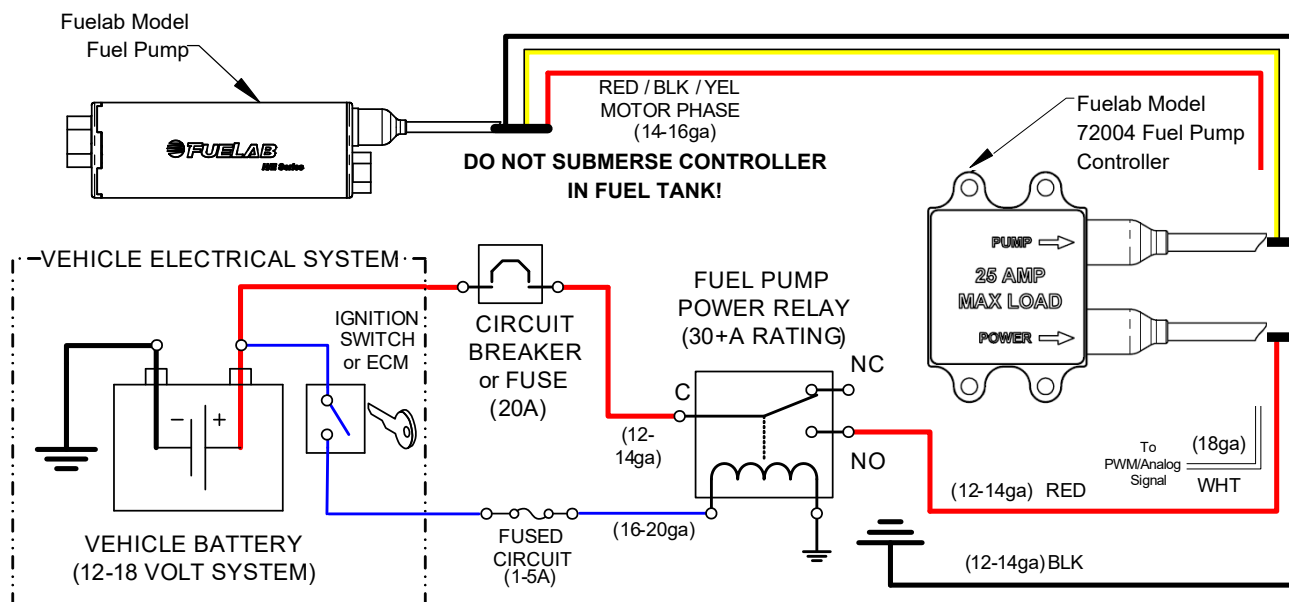 Fuelab Model
Fuel Pump
FUELAB
RED / BLK / YEL
MOTOR PHASE
(14-16ga)
DO NOT SUBMERSE CONTROLLER
IN FUEL TANK!
Fuelab Model
72004 Fuel Pump
Controller
PUMP
25 AMP
MAX LOAD
POWER
VEHICLE ELECTRICAL SYSTEM
IGNITION
SWITCH
or ECM
CIRCUIT
BREAKER
or FUSE
(20A)
FUEL PUMP
POWER RELAY
(30+A RATING)
C
NC
NO
(12-
14ga)
- +
VEHICLE BATTERY
(12-18 VOLT SYSTEM)
FUSED
CIRCUIT
(1-5A)
(16-20ga)
To
PWM/Analog
Signal
(18ga)
WHT
(12-14ga) RED
(12-14ga) BLK